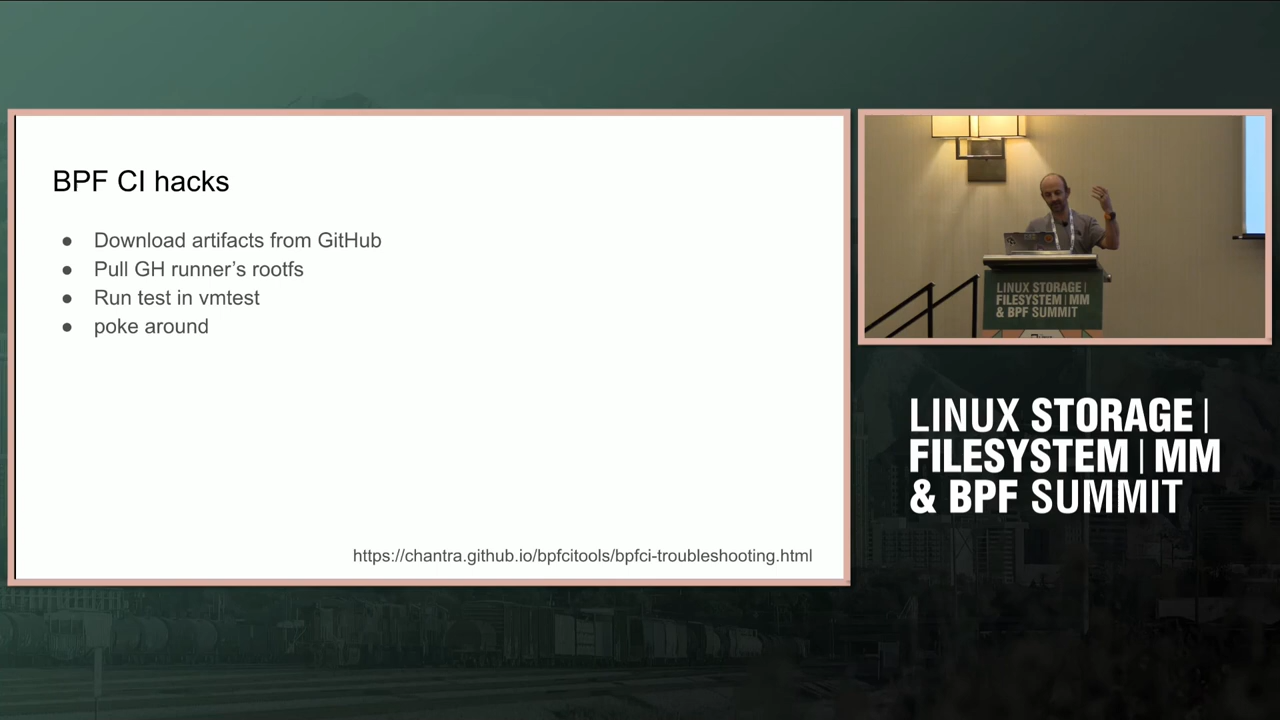 BPF CI hacks
● Download artifacts from GitHub
● Pull GH runner’s rootfs
● Run test in vmtest
● poke around
https://chantra.github.io/bpfcitools/bpfci-troubleshooting.html
LINUX STORAGE |
FILESYSTEM | MM
& BPF SUMMIT
LINUX STORAGE |
FILESYSTEM | MM
& BPF SUMMIT